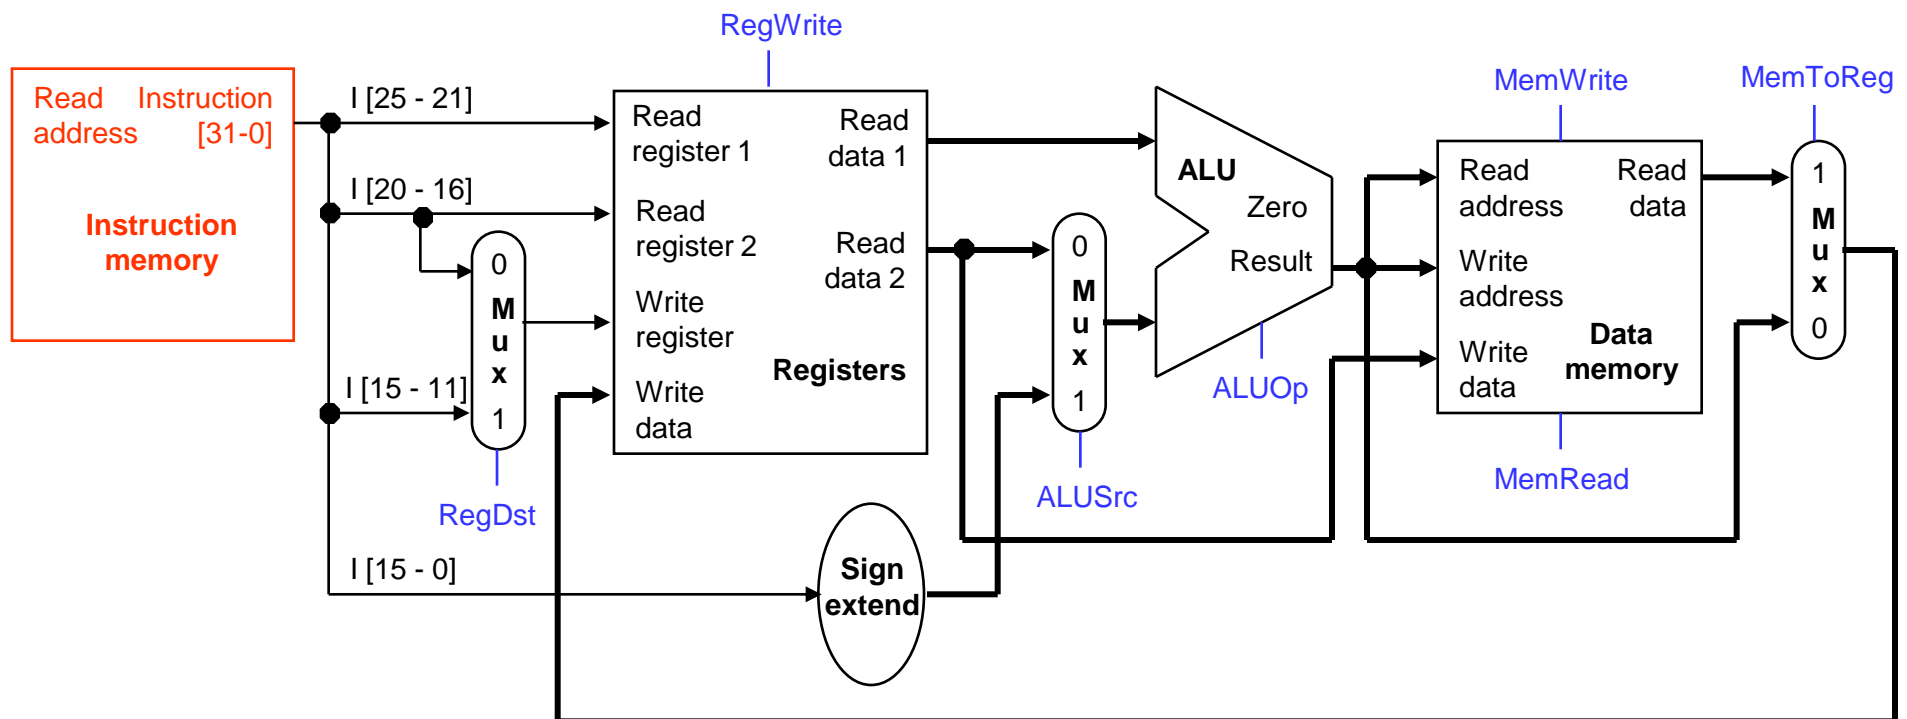 RegWrite
Read Instruction
address [31-0]
Instruction
memory
I [25 - 21]
I [20 - 16]
I [15 - 11]
I [15 - 0]
0
M
u
x
1
RegDst
Read
register 1
Read
data 1
Read
register 2
Read
data 2
Write
register
Registers
Write
data
Sign
extend
0
M
u
x
1
ALUSrc
ALU
Zero
Result
ALUOp
MemWrite
Read
address
Read
data
Write
address
Write
data
Data
memory
MemRead
MemToReg
1
M
u
x
0